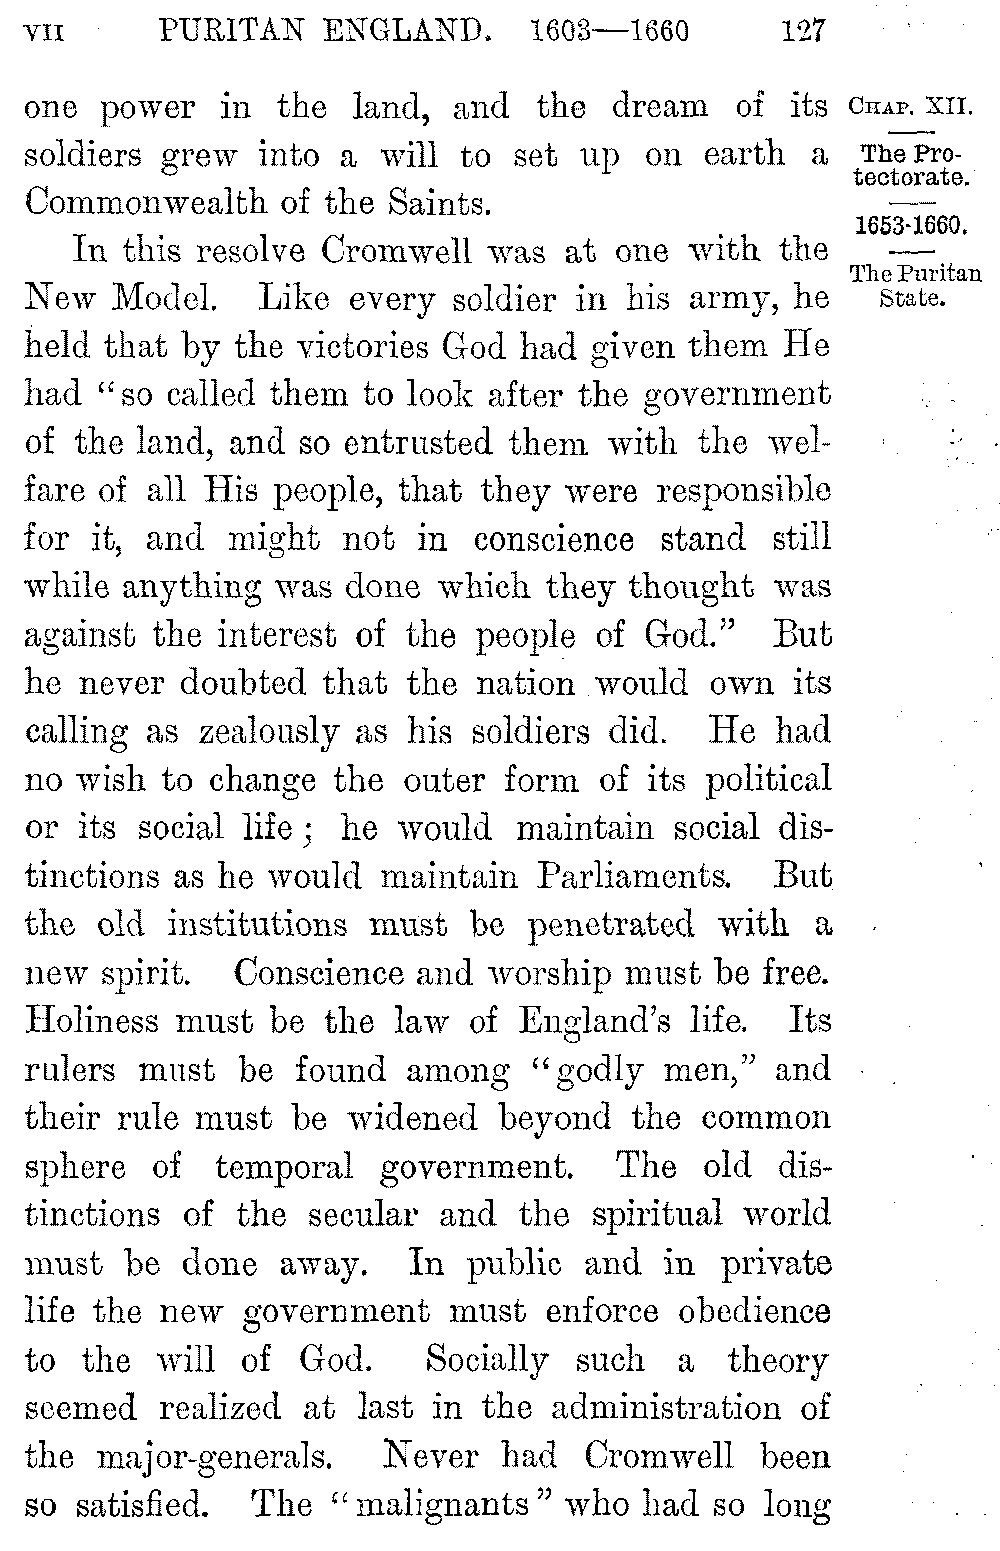 VII PURITAN ENGLAND. 1603—1660 127
one power in the land, and the dream of its
soldiers grew into a will to set up on earth a
Commonwealth of the Saints.
In this resolve Cromwell was at one with the
New Model. Like every soldier in his army, he
held that by the victories God had given them He
had "so called them to look after the government
of the land, and so entrusted them with the wel-
fare of all His people, that they were responsible
for it, and might not in conscience stand still
while anything was done which they thought was
against the interest of the people of God." But
he never doubted that the nation would own its
calling as zealously as his soldiers did. He had
no wish to change the outer form of its political
or its social life; he would maintain social dis-
tinctions as he would maintain Parliaments. But
the old institutions must be penetrated with a
new spirit. Conscience and worship must be free.
Holiness must be the law of England's life. Its
rulers must be found among "godly men," and
their rule must be widened beyond the common
sphere of temporal government. The old dis-
tinctions of the secular and the spiritual world
must be done away. In public and in private
life the new government must enforce obedience
to the will of God. Socially such a theory
seemed realized at last in the administration of
the major-generals. Never had Cromwell been
so satisfied. The "malignants" who had so long
CHAP. XII.
The Pro-
tectorate.
1653-1660.
The Puritan
State.